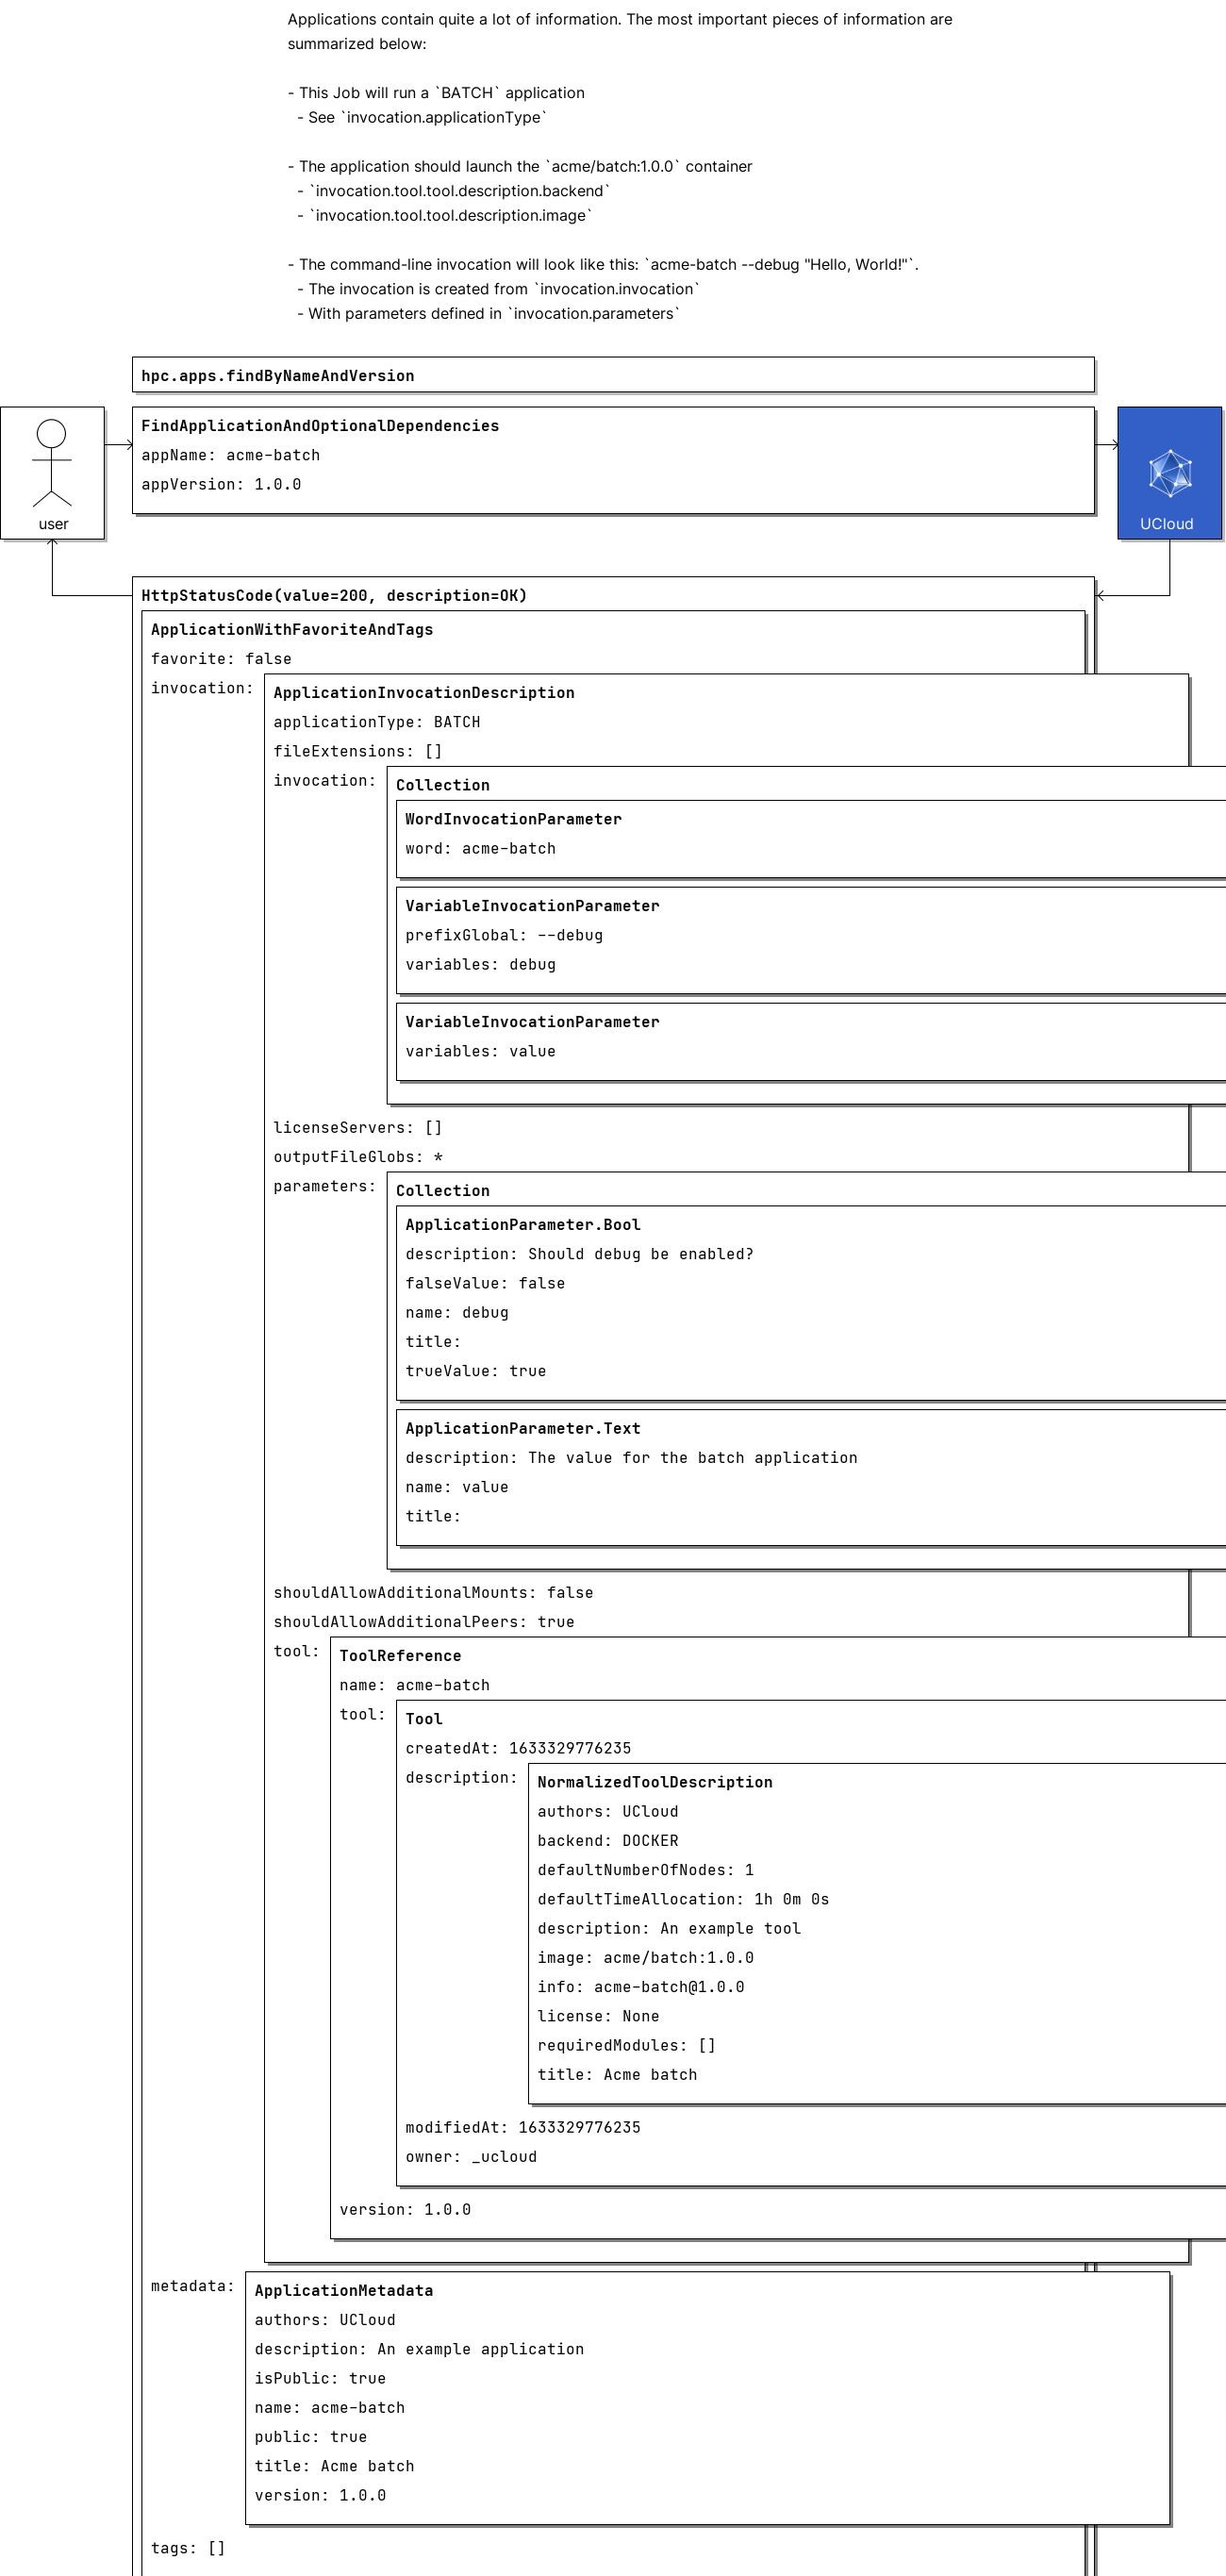 Applications contain quite a lot of information. The most important pieces of information are
summarized below:
- This Job will run a `BATCH` application
- See `invocation.applicationType`
- The application should launch the `acme/batch:1.0.0` container
- `invocation.tool.tool.description.backend`
- `invocation.tool.tool.description.image`
- The command-line invocation will look like this: `acme-batch --debug "Hello, World!"`.
- The invocation is created from `invocation.invocation`
- With parameters defined in `invocation.parameters`
hpc.apps.findByNameAndVersion
FindApplicationAndOptionalDependencies
appName: acme-batch
appVersion: 1.0.0
user
UCloud
HttpStatusCode(value=200, description=OK)
ApplicationWithFavoriteAndTags
favorite: false
invocation:
ApplicationInvocationDescription
applicationType: BATCH
fileExtensions: []
invocation:
Collection
WordInvocationParameter
word: acme-batch
VariableInvocationParameter
prefixGlobal: --debug
variables: debug
VariableInvocationParameter
variables: value
licenseServers: []
outputFileGlobs: *
parameters:
Collection
ApplicationParameter.Bool
description: Should debug be enabled?
falseValue: false
name: debug
title:
trueValue: true
ApplicationParameter.Text
description: The value for the batch application
name: value
title:
shouldAllowAdditionalMounts: false
shouldAllowAdditionalPeers: true
tool:
ToolReference
name: acme-batch
tool:
Tool
createdAt: 1633329776235
description:
NormalizedToolDescription
authors: UCloud
backend: DOCKER
defaultNumberOfNodes: 1
defaultTimeAllocation: 1h 0m 0s
description: An example tool
image: acme/batch:1.0.0
info: acme-batch@1.0.0
license: None
requiredModules: []
title: Acme batch
modifiedAt: 1633329776235
owner: _ucloud
version: 1.0.0
metadata:
ApplicationMetadata
authors: UCloud
description: An example application
isPublic: true
name: acme-batch
public: true
title: Acme batch
version: 1.0.0
tags: []